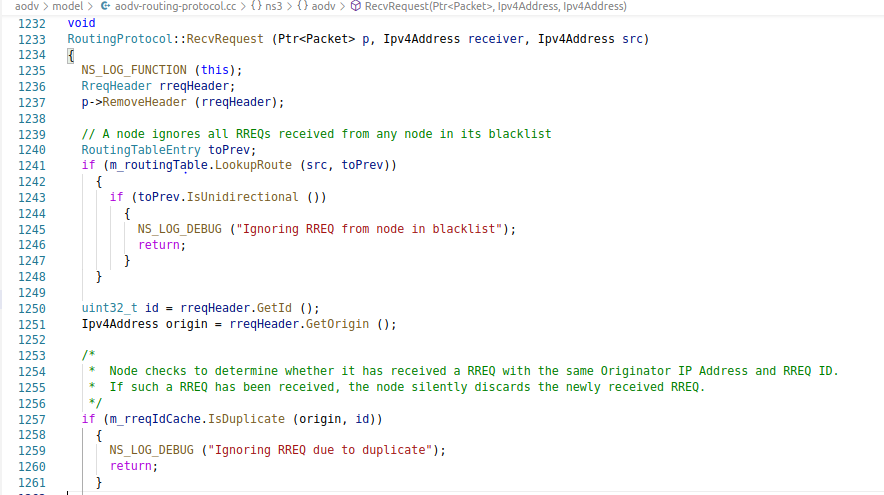 aodv > model > aodv-routing-protocol.cc > {} ns3 > {} aodv > RecvRequest(Ptr<Packet>, Ipv4Address, Ipv4Address)
1232 void
1233 RoutingProtocol::RecvRequest (Ptr<Packet> p, Ipv4Address receiver, Ipv4Address src)
1234 {
1235   NS_LOG_FUNCTION (this);
1236   RreqHeader rreqHeader;
1237   p->RemoveHeader (rreqHeader);
1238
1239   // A node ignores all RREQs received from any node in its blacklist
1240   RoutingTableEntry toPrev;
1241   if (m_routingTable.LookupRoute (src, toPrev))
1242     {
1243       if (toPrev.IsUnidirectional ())
1244         {
1245           NS_LOG_DEBUG ("Ignoring RREQ from node in blacklist");
1246           return;
1247         }
1248     }
1249
1250   uint32_t id = rreqHeader.GetId ();
1251   Ipv4Address origin = rreqHeader.GetOrigin ();
1252
1253   /*
1254    *  Node checks to determine whether it has received a RREQ with the same Originator IP Address and RREQ ID.
1255    *  If such a RREQ has been received, the node silently discards the newly received RREQ.
1256    */
1257   if (m_rreqIdCache.IsDuplicate (origin, id))
1258     {
1259       NS_LOG_DEBUG ("Ignoring RREQ due to duplicate");
1260       return;
1261     }